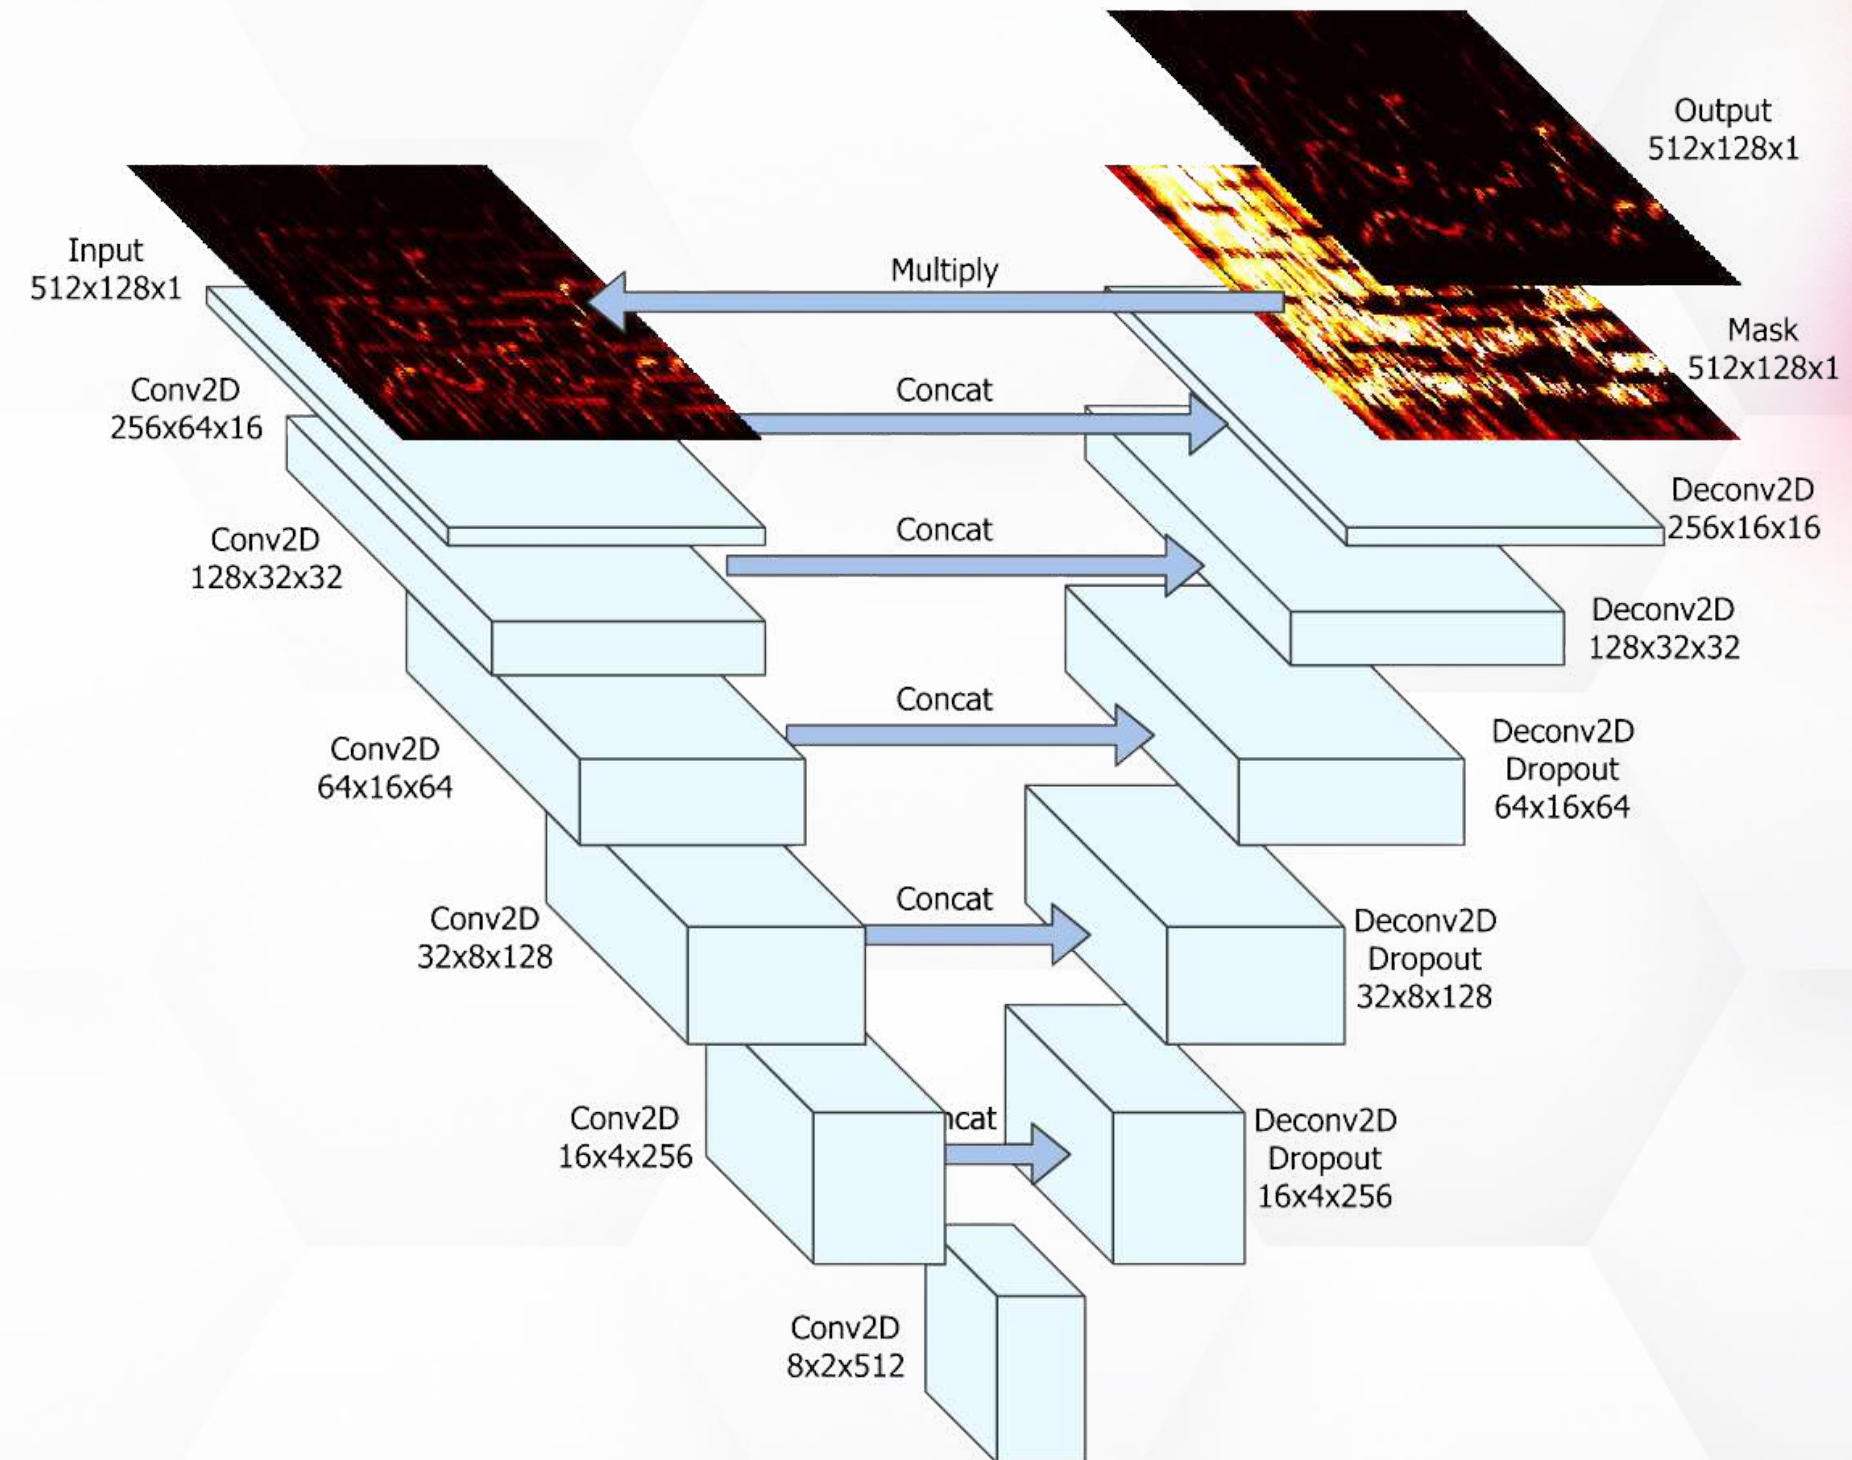 Output
512x128x1
Input
512x128x1
Multiply
Mask
512x128x1
Conv2D
256x64x16
Concat
Deconv2D
256x16x16
Conv2D
128x32x32
Concat
Deconv2D
128x32x32
Conv2D
64x16x64
Concat
Deconv2D
Dropout
64x16x64
Conv2D
32x8x128
Concat
Deconv2D
Dropout
32x8x128
Conv2D
16x4x256
ncat
Deconv2D
Dropout
16x4x256
Conv2D
8x2x512